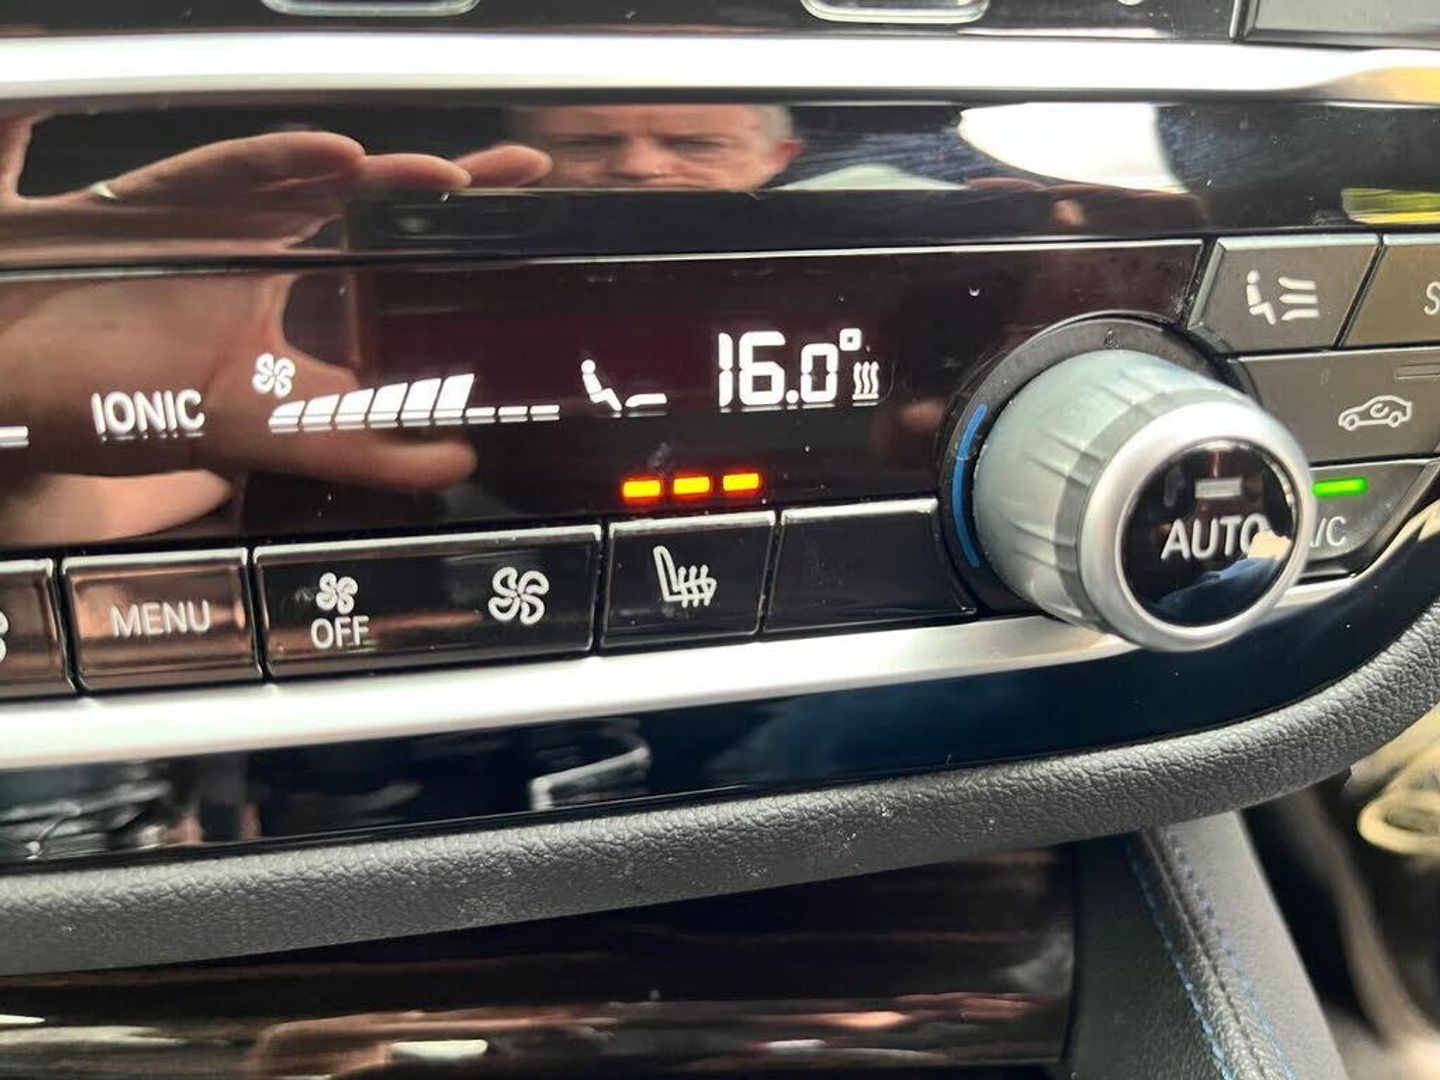 IONIC
16.0°
MENU
OFF
AUTO
A/C